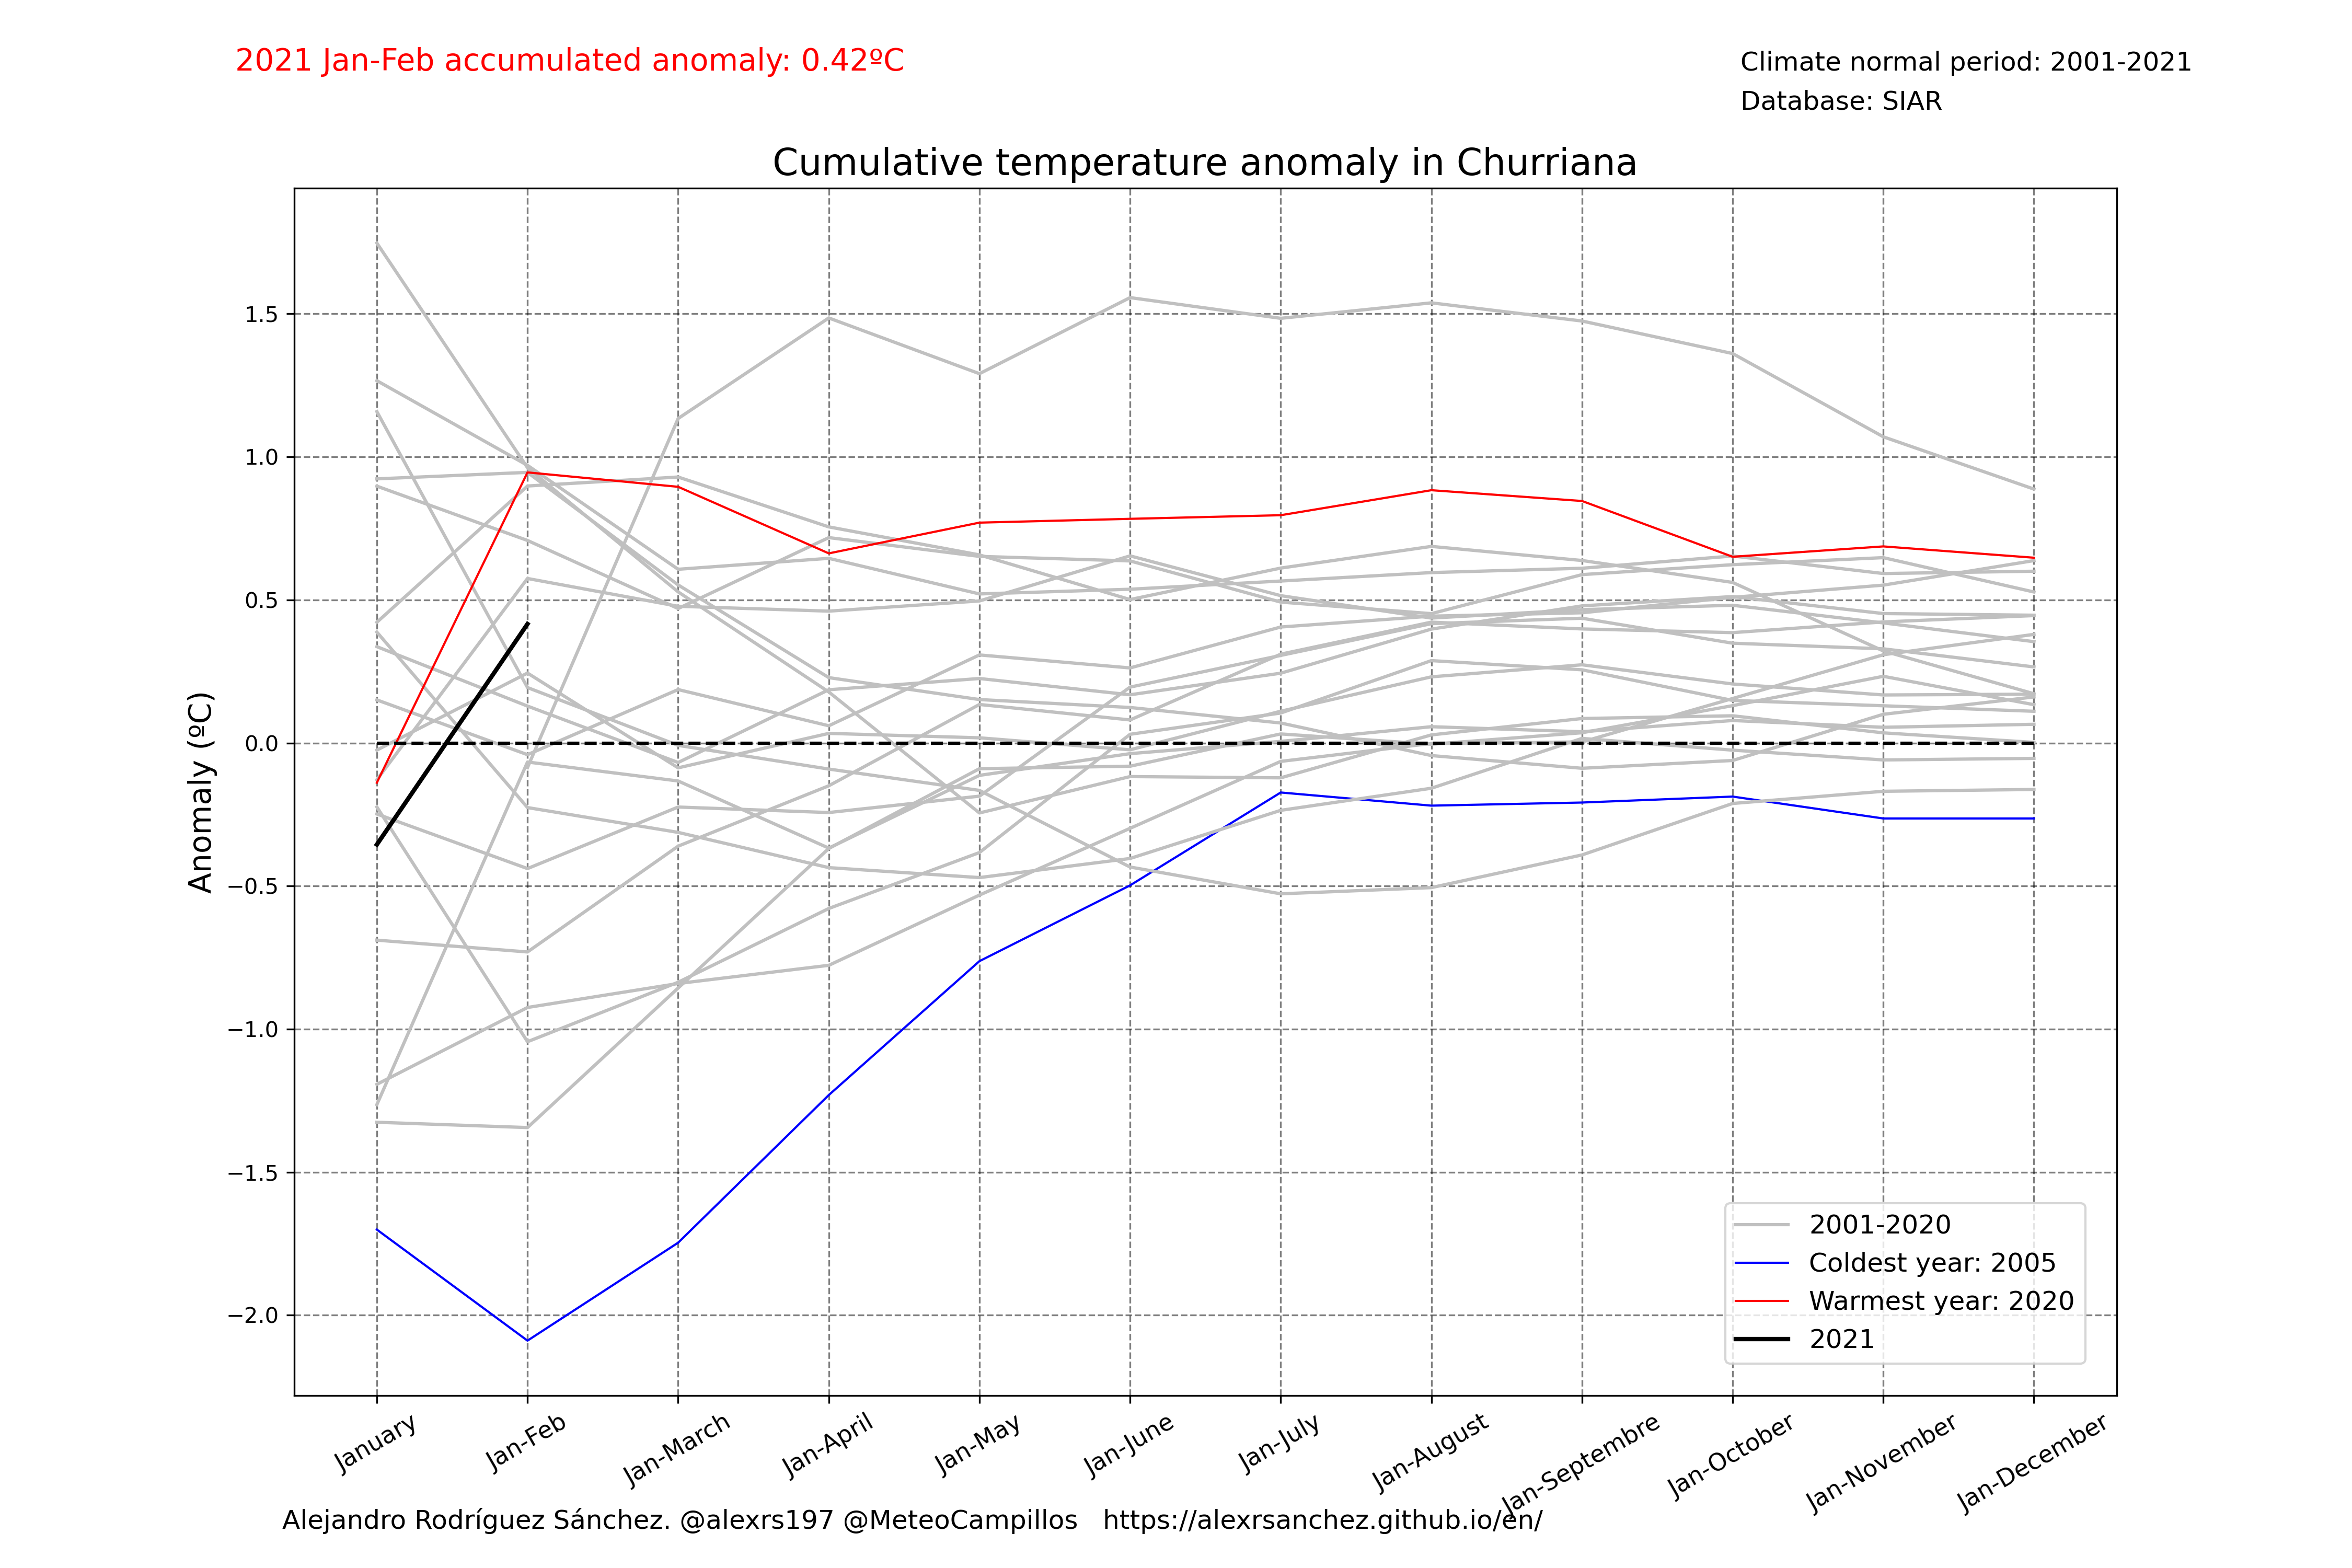 2021 Jan-Feb accumulated anomaly: 0.42ºC
Climate normal period: 2001-2021
Database: SIAR
Cumulative temperature anomaly in Churriana
Anomaly (ºC)
1.5
1.0
0.5
0.0
−0.5
−1.0
−1.5
−2.0
2001-2020
Coldest year: 2005
Warmest year: 2020
2021
January
Jan-Feb
Jan-March
Jan-April
Jan-May
Jan-June
Jan-July
Jan-August
Jan-Septembre
Jan-October
Jan-November
Jan-December
Alejandro Rodríguez Sánchez. @alexrs197 @MeteoCampillos https://alexrsanchez.github.io/en/